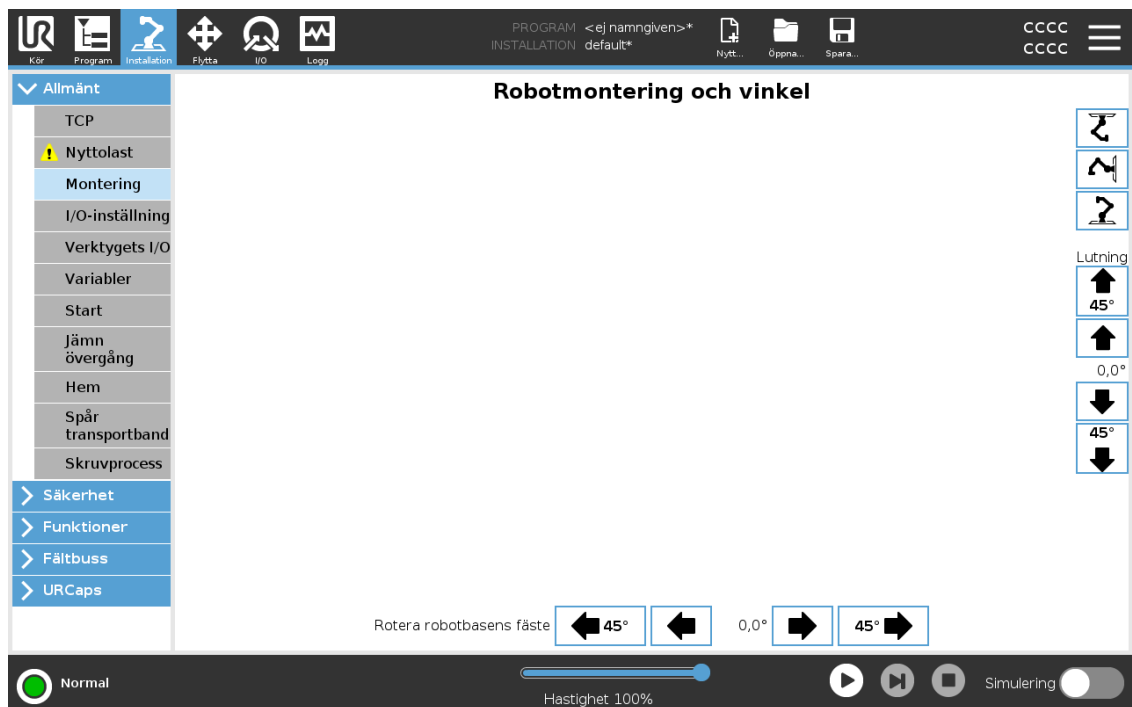 PROGRAM <ej namngiven>*
INSTALLATION default*
CCCC
CCCC
Kör
Program
Installation
Flytta
I/O
Logg
Nytt...
Öppna...
Spara...
Allmänt
TCP
Nyttolast
Montering
I/O-inställning
Verktygets I/O
Variabler
Start
Jämn
övergång
Hem
Spår
transportband
Skruvprocess
Säkerhet
Funktioner
Fältbuss
URCaps
Robotmontering och vinkel
Lutning
45°
0,0°
45°
Rotera robotbasens fäste
45°
0,0°
45°
Normal
Hastighet 100%
Simulering